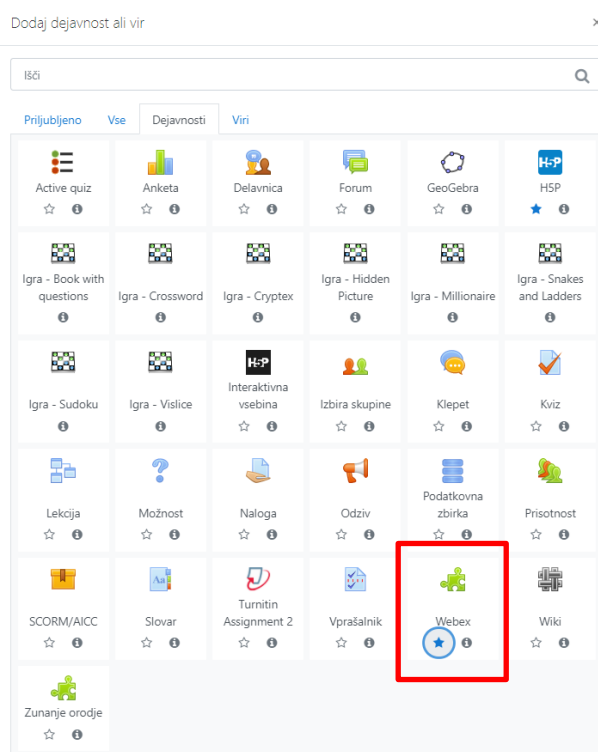 Dodaj dejavnost ali vir
×
Išči
Priljubljeno Vse Dejavnosti Viri
Active quiz
Anketa
Delavnica
Forum
GeoGebra
H5P
H5P
Igra - Book with
questions
Igra - Crossword
Igra - Cryptex
Igra - Hidden
Picture
Igra - Millionaire
Igra - Snakes
and Ladders
Igra - Sudoku
Igra - Vislice
H5P
Interaktivna
vsebina
Izbira skupine
Klepet
Kviz
Lekcija
Možnost
Naloga
Odziv
Podatkovna
zbirka
Prisotnost
SCORM/AICC
Aa
Slovar
Turnitin
Assignment 2
Vprašalnik
Webex
Wiki
Zunanje orodje